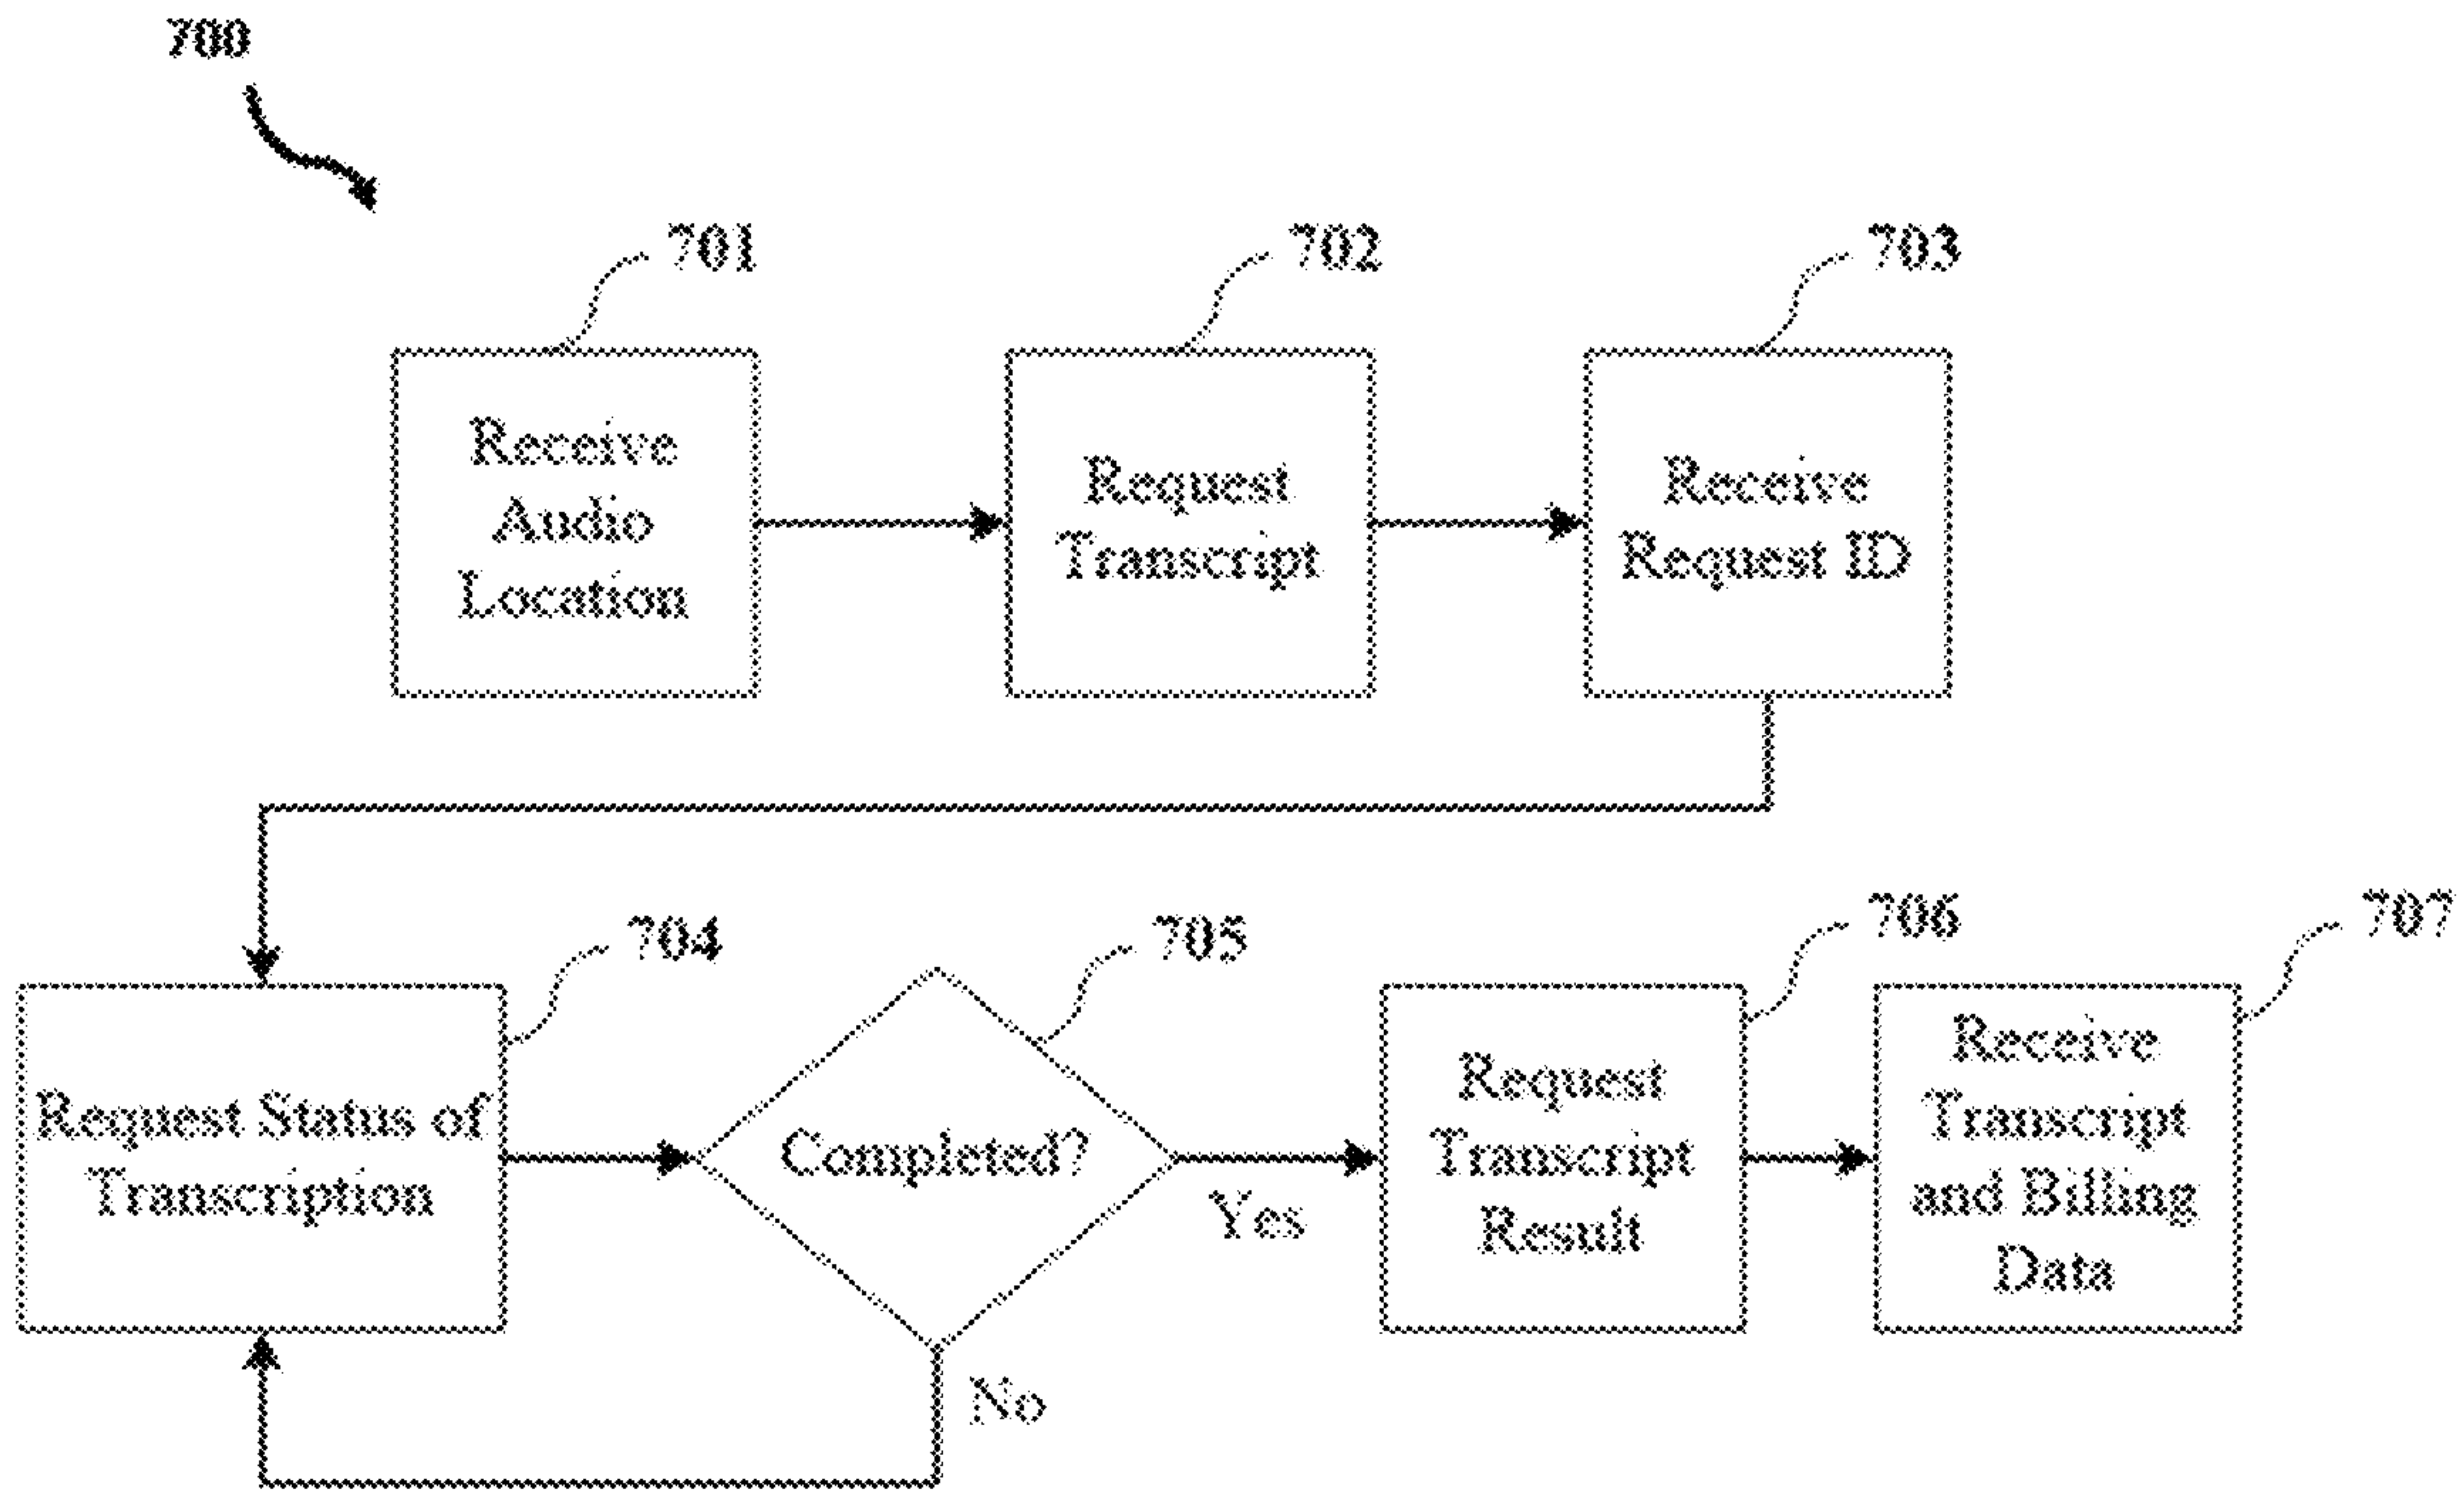 700
701
702
703
Receive
Audio
Location
Request
Transcript
Receive
Request ID
704
705
706
707
Request Status of
Transcription
Completed?
Yes
No
Request
Transcript
Result
Receive
Transcript
and Billing
Data